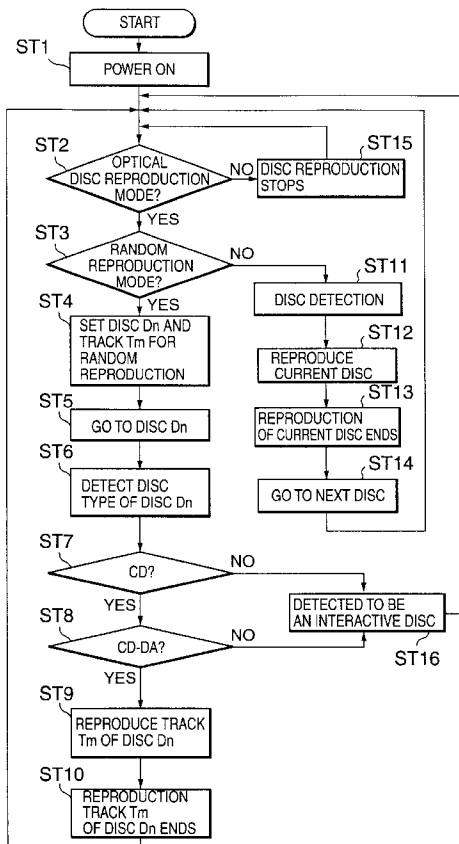 START
ST1
POWER ON
ST2
OPTICAL
DISC REPRODUCTION
MODE?
NO
ST15
DISC REPRODUCTION
STOPS
YES
ST3
RANDOM
REPRODUCTION
MODE?
NO
YES
ST4
SET DISC Dn AND
TRACK Tm FOR
RANDOM
REPRODUCTION
ST11
DISC DETECTION
ST12
REPRODUCE
CURRENT DISC
ST5
GO TO DISC Dn
ST13
REPRODUCTION
OF CURRENT DISC ENDS
ST6
DETECT DISC
TYPE OF DISC Dn
ST14
GO TO NEXT DISC
ST7
CD?
NO
YES
ST8
CD-DA?
NO
DETECTED TO BE
AN INTERACTIVE DISC
ST16
YES
ST9
REPRODUCE TRACK
Tm OF DISC Dn
ST10
REPRODUCTION
TRACK Tm
OF DISC Dn ENDS